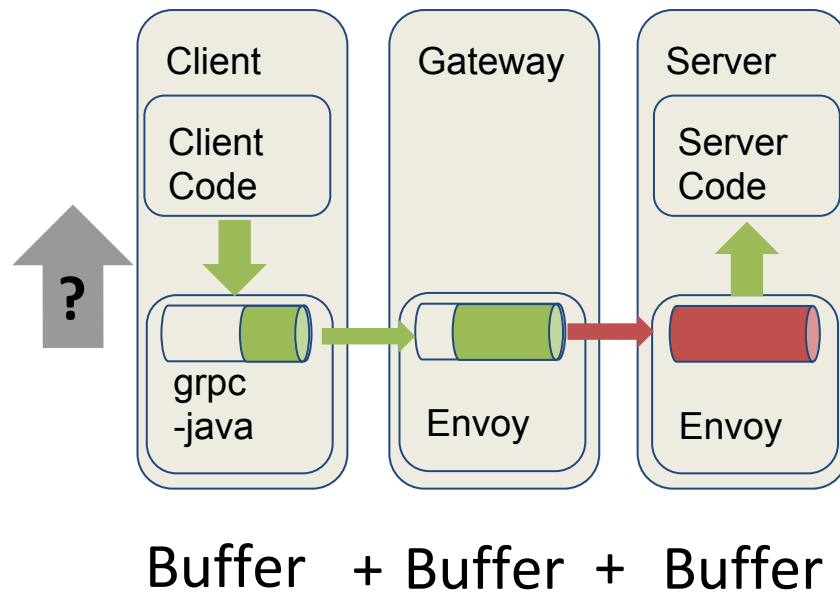 Client
Gateway
Server
Client
Code
Server
Code
?
grpc
-java
Envoy
Envoy
Buffer + Buffer + Buffer